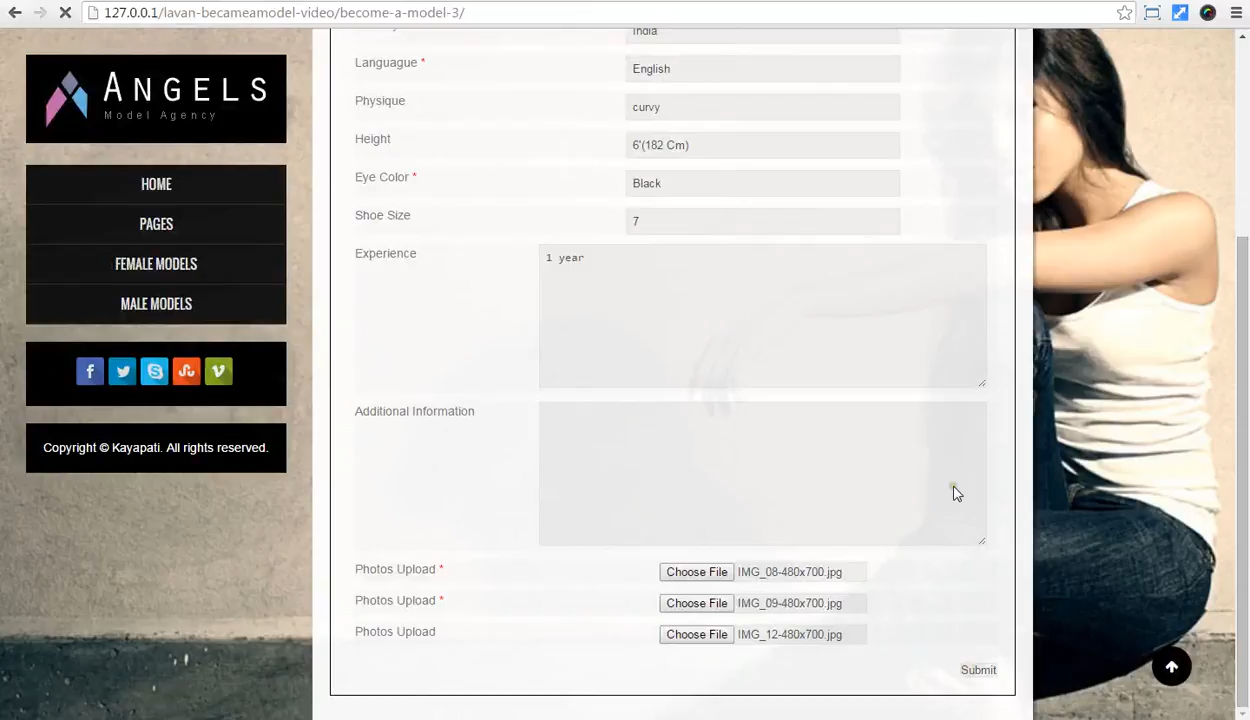 127.0.0.1/lavan-becameamodel-video/become-a-model-3/
ANGELS
Model Agency
HOME
PAGES
FEMALE MODELS
MALE MODELS
Copyright © Kayapati. All rights reserved.
India
Languague * English
Physique curvy
Height 6'(182 Cm)
Eye Color * Black
Shoe Size 7
Experience 1 year
Additional Information
Photos Upload * Choose File IMG_08-480x700.jpg
Photos Upload * Choose File IMG_09-480x700.jpg
Photos Upload Choose File IMG_12-480x700.jpg
Submit